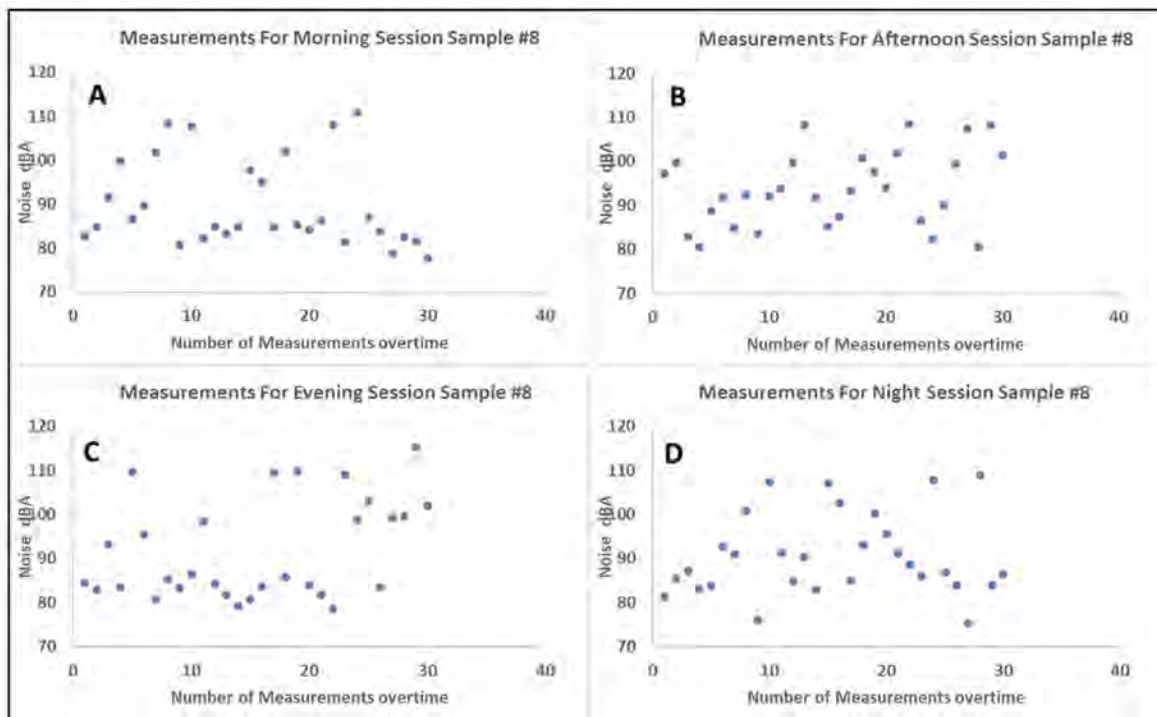 Measurements For Morning Session Sample #8
A
120
110
100
90
80
70
Noise dBA
0 10 20 30 40
Number of Measurements overtime
Measurements For Afternoon Session Sample #8
B
120
110
100
90
80
70
Noise dBA
0 10 20 30 40
Number of Measurements overtime
Measurements For Evening Session Sample #8
C
120
110
100
90
80
70
Noise dBA
0 10 20 30 40
Number of Measurements overtime
Measurements For Night Session Sample #8
D
120
110
100
90
80
70
Noise dBA
0 10 20 30 40
Number of Measurements overtime